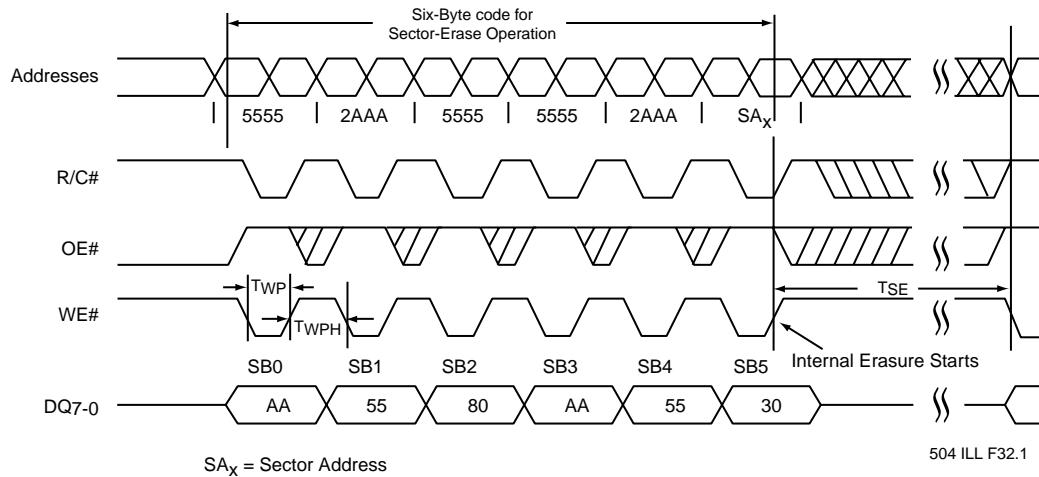 Six-Byte code for
Sector-Erase Operation
Addresses
5555 2AAA 5555 5555 2AAA SAX
R/C#
OE#
TWP
TSE
WE#
TWPH
Internal Erasure Starts
SB0 SB1 SB2 SB3 SB4 SB5
DQ7-0
AA 55 80 AA 55 30
504 ILL F32.1
SAX = Sector Address